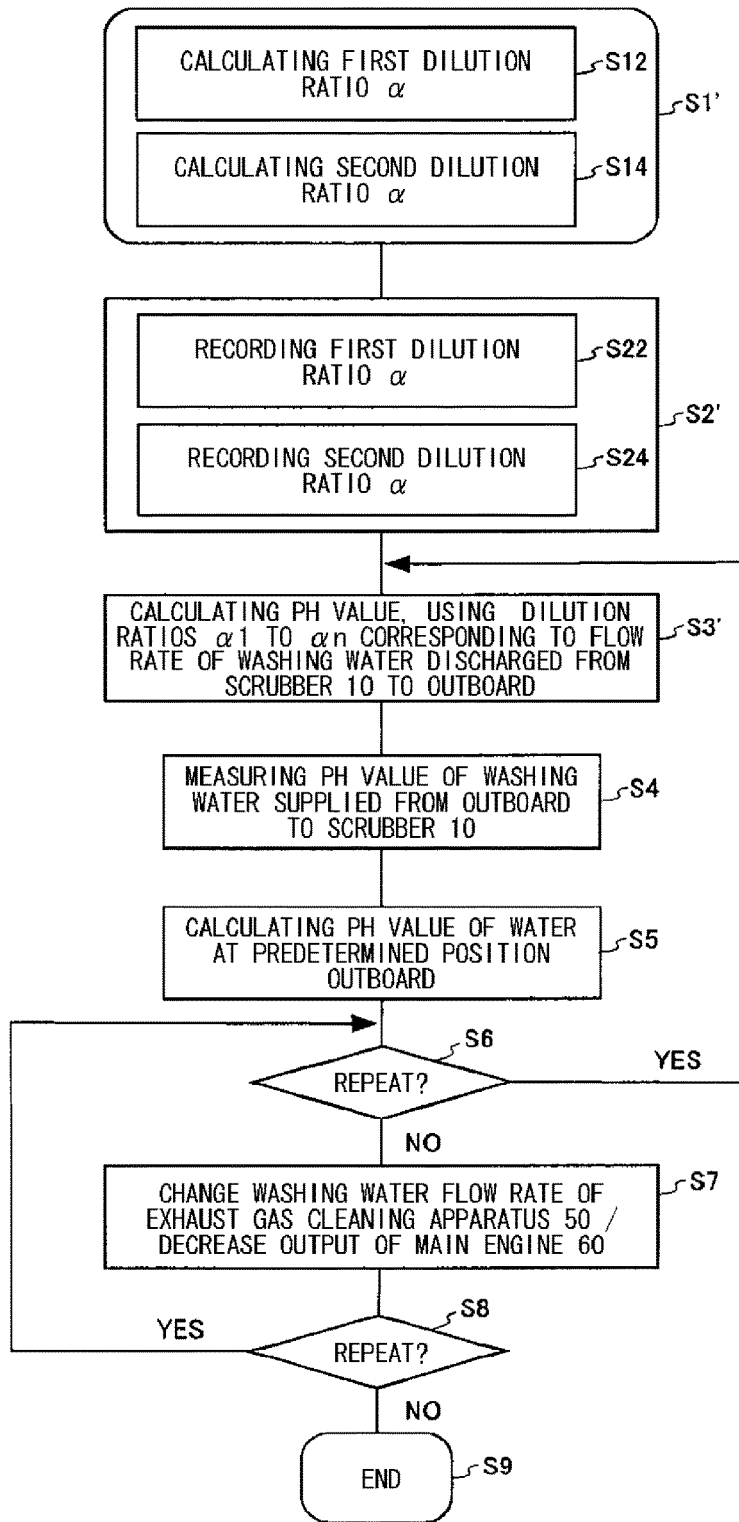 CALCULATING FIRST DILUTION
RATIO α
S12
S1'
CALCULATING SECOND DILUTION
RATIO α
S14
RECORDING FIRST DILUTION
RATIO α
S22
S2'
RECORDING SECOND DILUTION
RATIO α
S24
CALCULATING PH VALUE, USING DILUTION
RATIOS α1 TO αn CORRESPONDING TO FLOW
RATE OF WASHING WATER DISCHARGED FROM
SCRUBBER 10 TO OUTBOARD
S3'
MEASURING PH VALUE OF WASHING
WATER SUPPLIED FROM OUTBOARD
TO SCRUBBER 10
S4
CALCULATING PH VALUE OF WATER
AT PREDETERMINED POSITION
OUTBOARD
S5
S6
REPEAT?
YES
NO
CHANGE WASHING WATER FLOW RATE OF
EXHAUST GAS CLEANING APPARATUS 50 /
DECREASE OUTPUT OF MAIN ENGINE 60
S7
S8
YES
REPEAT?
NO
END
S9